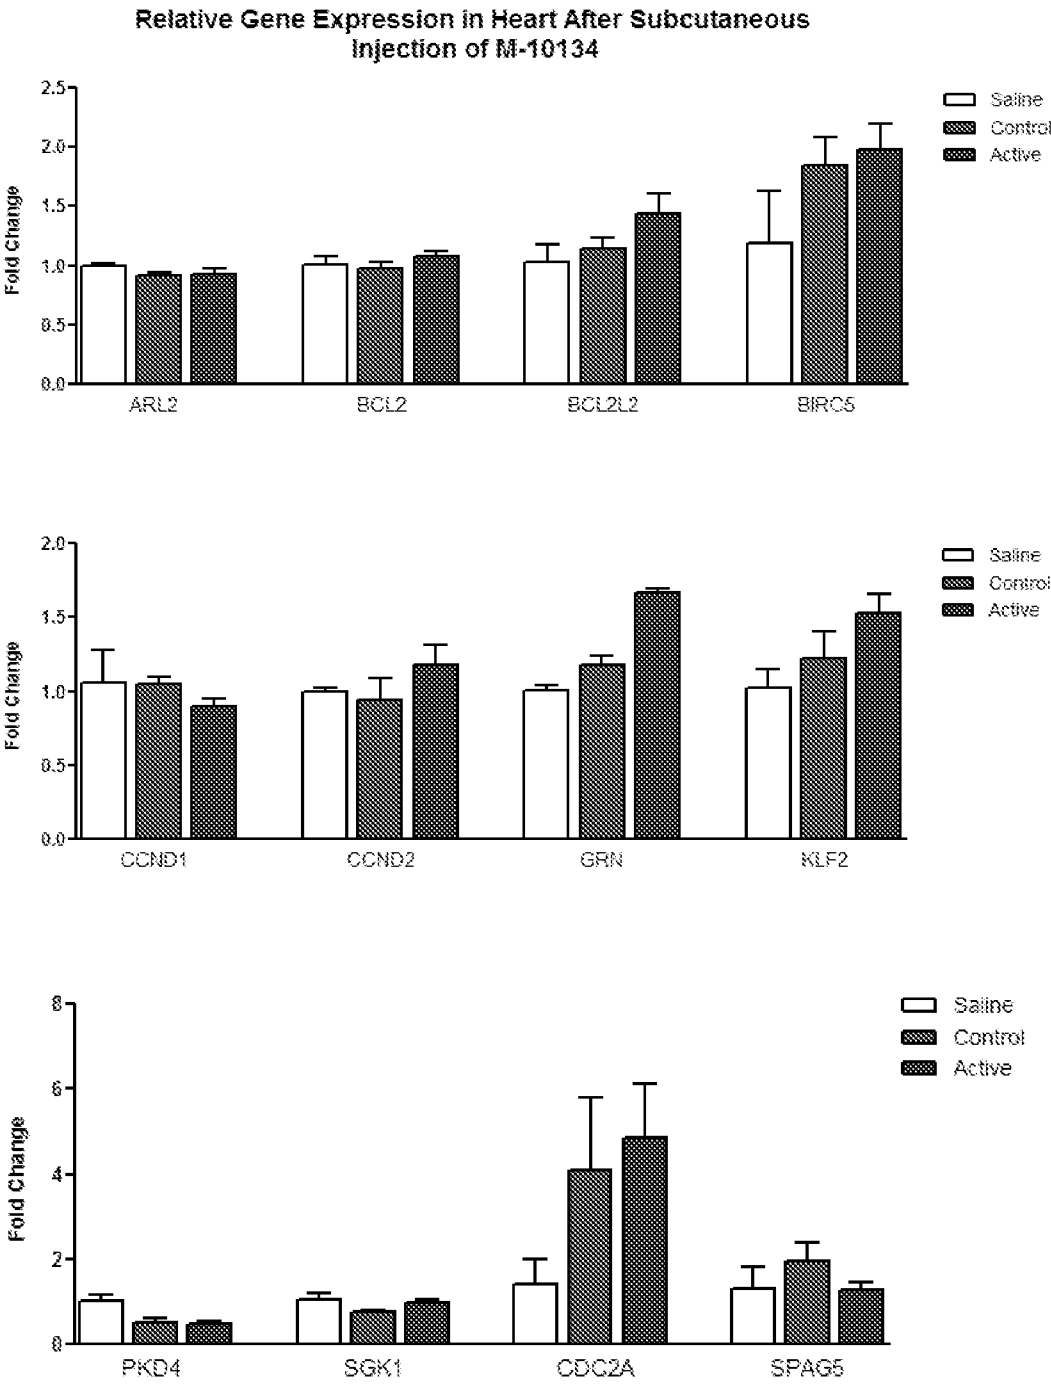 Relative Gene Expression in Heart After Subcutaneous
Injection of M-10134
2.5
2.0
1.5
1.0
0.5
0.0
Fold Change
ARL2 BCL2 BCL2L2 BIRC5
Saline
Control
Active
2.0
1.5
1.0
0.5
0.0
Fold Change
CCND1 CCND2 GRN KLF2
Saline
Control
Active
8
6
4
2
0
Fold Change
PKD4 SGK1 CDC2A SPAG5
Saline
Control
Active